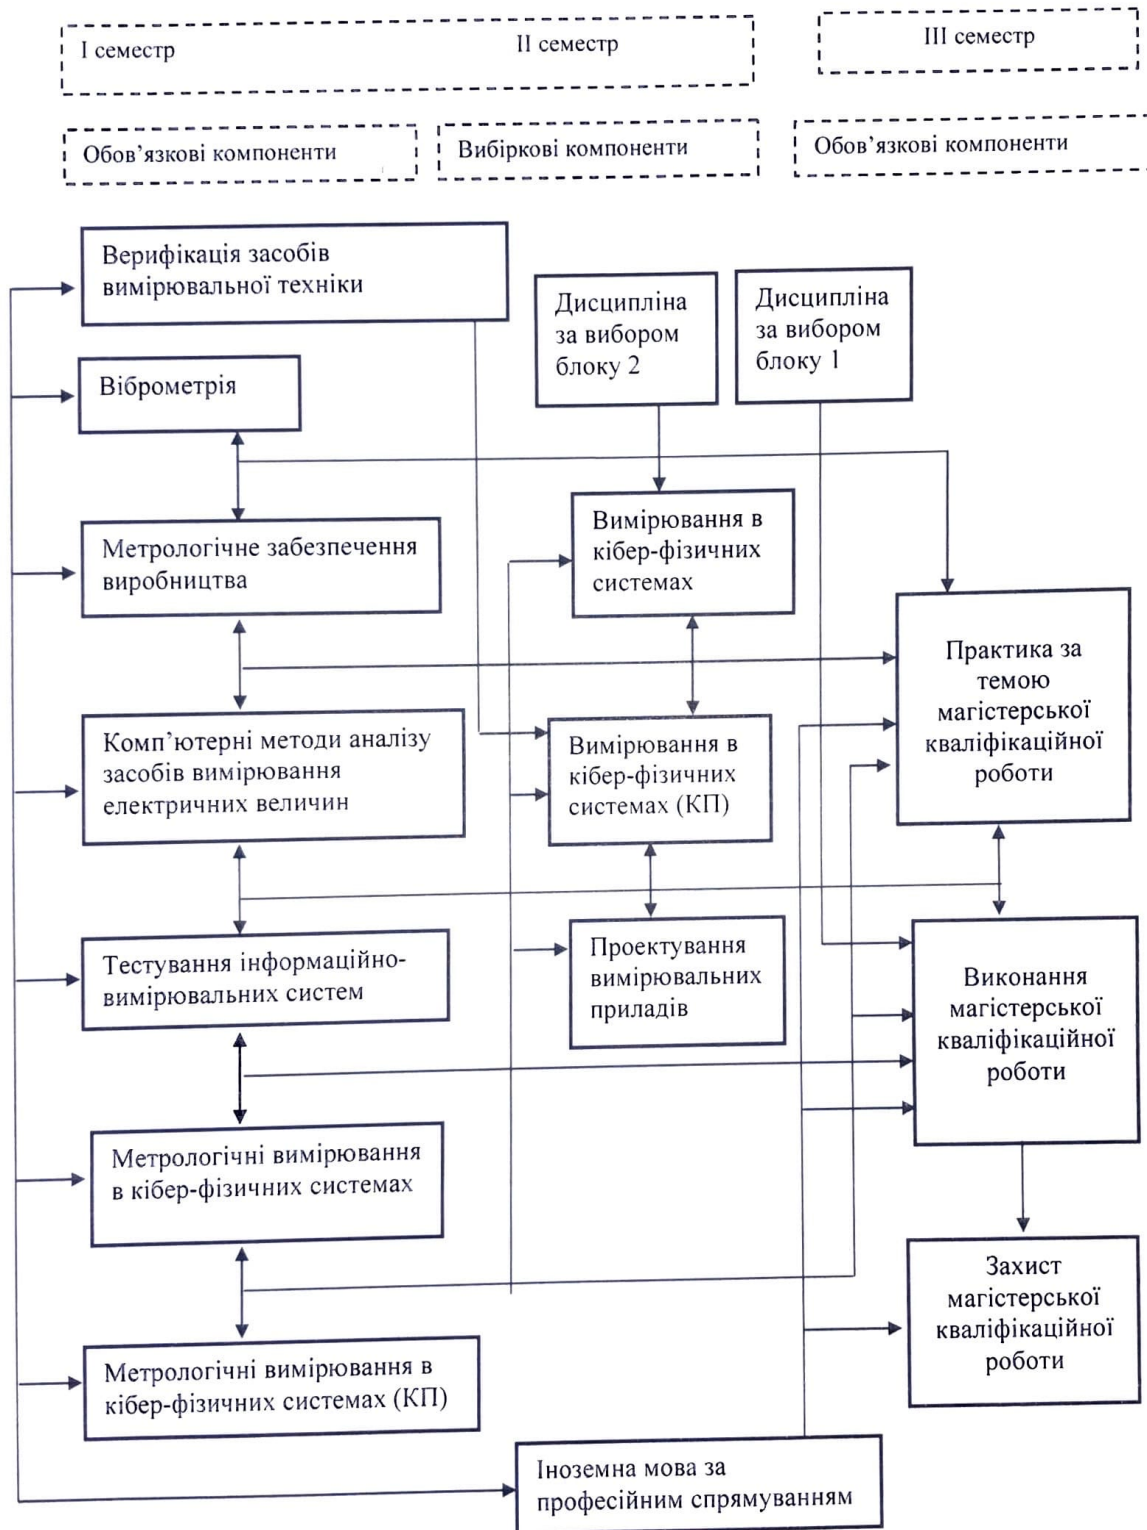 І семестр
ІІ семестр
ІІІ семестр
Обов’язкові компоненти
Вибіркові компоненти
Обов’язкові компоненти
Верифікація засобів
вимірювальної техніки
Дисципліна
за вибором
блоку 2
Дисципліна
за вибором
блоку 1
Віброметрія
Метрологічне забезпечення
виробництва
Вимірювання в
кібер-фізичних
системах
Практика за
темою
магістерської
кваліфікаційної
роботи
Комп’ютерні методи аналізу
засобів вимірювання
електричних величин
Вимірювання в
кібер-фізичних
системах (КП)
Тестування інформаційно-
вимірювальних систем
Проектування
вимірювальних
приладів
Виконання
магістерської
кваліфікаційної
роботи
Метрологічні вимірювання
в кібер-фізичних системах
Захист
магістерської
кваліфікаційної
роботи
Метрологічні вимірювання в
кібер-фізичних системах (КП)
Іноземна мова за
професійним спрямуванням